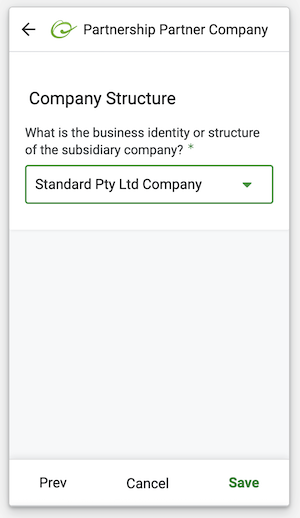 Partnership Partner Company
Company Structure
What is the business identity or structure
of the subsidiary company? *
Standard Pty Ltd Company
Prev
Cancel
Save